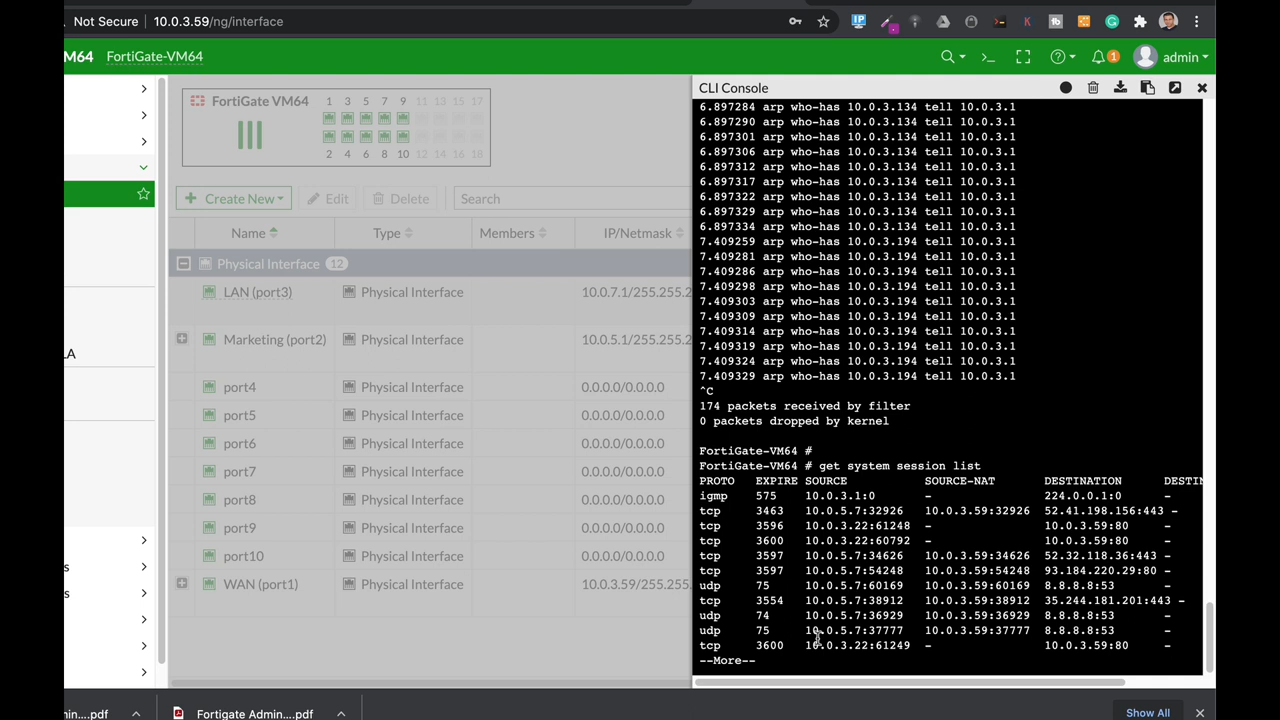 Not Secure 10.0.3.59/ng/interface
M64 FortiGate-VM64 1 admin
FortiGate VM64 1 3 5 7 9 11 13 15 17
2 4 6 8 10 12 14 16 18
Create New Edit Delete Search
Name Type Members IP/Netmask
Physical Interface 12
LAN (port3) Physical Interface 10.0.7.1/255.255.2
Marketing (port2) Physical Interface 10.0.5.1/255.255.2
LA
port4 Physical Interface 0.0.0.0/0.0.0.0
port5 Physical Interface 0.0.0.0/0.0.0.0
port6 Physical Interface 0.0.0.0/0.0.0.0
port7 Physical Interface 0.0.0.0/0.0.0.0
port8 Physical Interface 0.0.0.0/0.0.0.0
port9 Physical Interface 0.0.0.0/0.0.0.0
port10 Physical Interface 0.0.0.0/0.0.0.0
WAN (port1) Physical Interface 10.0.3.59/255.255.
s
s
CLI Console
6.897284 arp who-has 10.0.3.134 tell 10.0.3.1
6.897290 arp who-has 10.0.3.134 tell 10.0.3.1
6.897301 arp who-has 10.0.3.134 tell 10.0.3.1
6.897306 arp who-has 10.0.3.134 tell 10.0.3.1
6.897312 arp who-has 10.0.3.134 tell 10.0.3.1
6.897317 arp who-has 10.0.3.134 tell 10.0.3.1
6.897322 arp who-has 10.0.3.134 tell 10.0.3.1
6.897329 arp who-has 10.0.3.134 tell 10.0.3.1
6.897334 arp who-has 10.0.3.134 tell 10.0.3.1
7.409259 arp who-has 10.0.3.194 tell 10.0.3.1
7.409281 arp who-has 10.0.3.194 tell 10.0.3.1
7.409286 arp who-has 10.0.3.194 tell 10.0.3.1
7.409298 arp who-has 10.0.3.194 tell 10.0.3.1
7.409303 arp who-has 10.0.3.194 tell 10.0.3.1
7.409309 arp who-has 10.0.3.194 tell 10.0.3.1
7.409314 arp who-has 10.0.3.194 tell 10.0.3.1
7.409319 arp who-has 10.0.3.194 tell 10.0.3.1
7.409324 arp who-has 10.0.3.194 tell 10.0.3.1
7.409329 arp who-has 10.0.3.194 tell 10.0.3.1
^C
174 packets received by filter
0 packets dropped by kernel
FortiGate-VM64 #
FortiGate-VM64 # get system session list
PROTO EXPIRE SOURCE SOURCE-NAT DESTINATION DESTIN
igmp 575 10.0.3.1:0 - 224.0.0.1:0 -
tcp 3463 10.0.5.7:32926 10.0.3.59:32926 52.41.198.156:443 -
tcp 3596 10.0.3.22:61248 - 10.0.3.59:80 -
tcp 3600 10.0.3.22:60792 - 10.0.3.59:80 -
tcp 3597 10.0.5.7:34626 10.0.3.59:34626 52.32.118.36:443 -
tcp 3597 10.0.5.7:54248 10.0.3.59:54248 93.184.220.29:80 -
udp 75 10.0.5.7:60169 10.0.3.59:60169 8.8.8.8:53 -
tcp 3554 10.0.5.7:38912 10.0.3.59:38912 35.244.181.201:443 -
udp 74 10.0.5.7:36929 10.0.3.59:36929 8.8.8.8:53 -
udp 75 10.0.5.7:37777 10.0.3.59:37777 8.8.8.8:53 -
tcp 3600 10.0.3.22:61249 - 10.0.3.59:80 -
--More--
in....pdf Fortigate Admin....pdf Show All